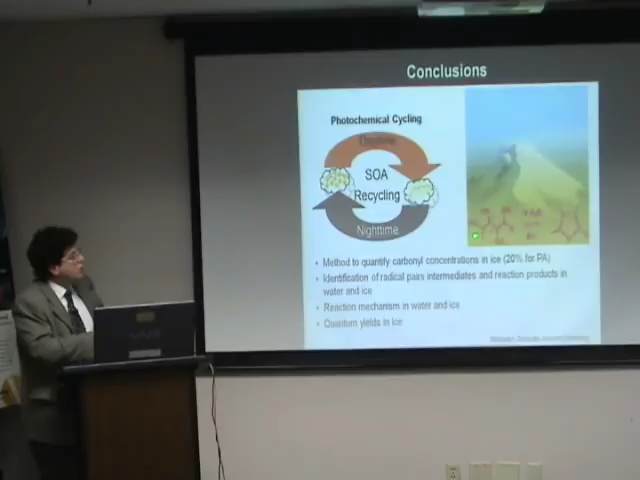 Conclusions
Photochemical Cycling
Daytime
SOA
Recycling
Nighttime
• Method to quantify carbonyl concentrations in ice (20% for PA)
• Identification of radical pairs intermediates and reaction products in
water and ice
• Reaction mechanism in water and ice
• Quantum yields in ice